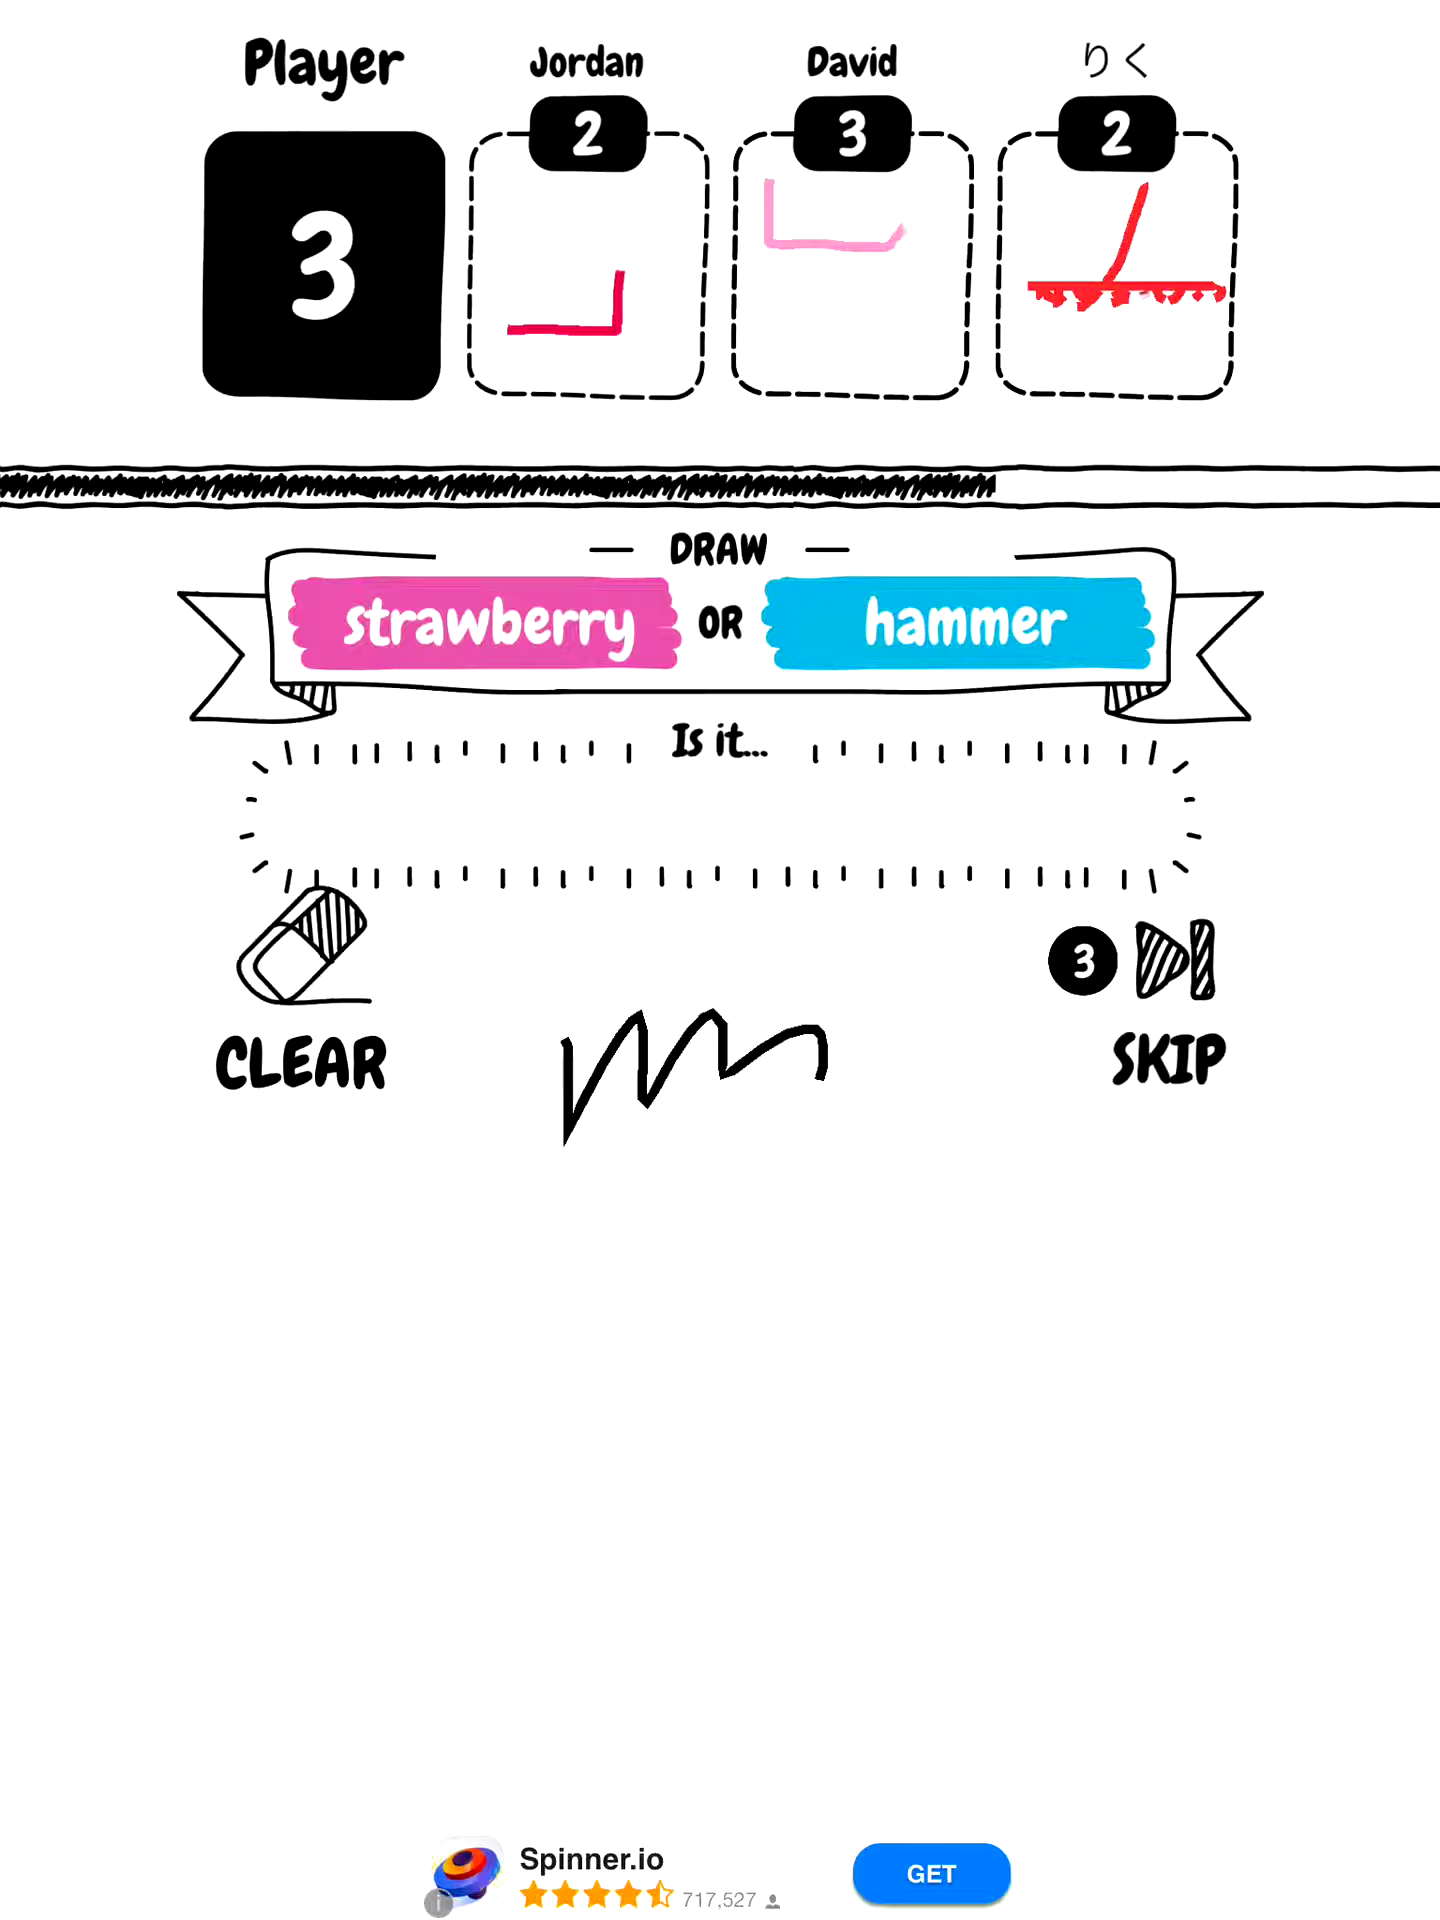 Player
Jordan
David
りく
3
2
3
2
DRAW
strawberry OR hammer
Is it...
3
CLEAR
SKIP
Spinner.io
GET
717,527